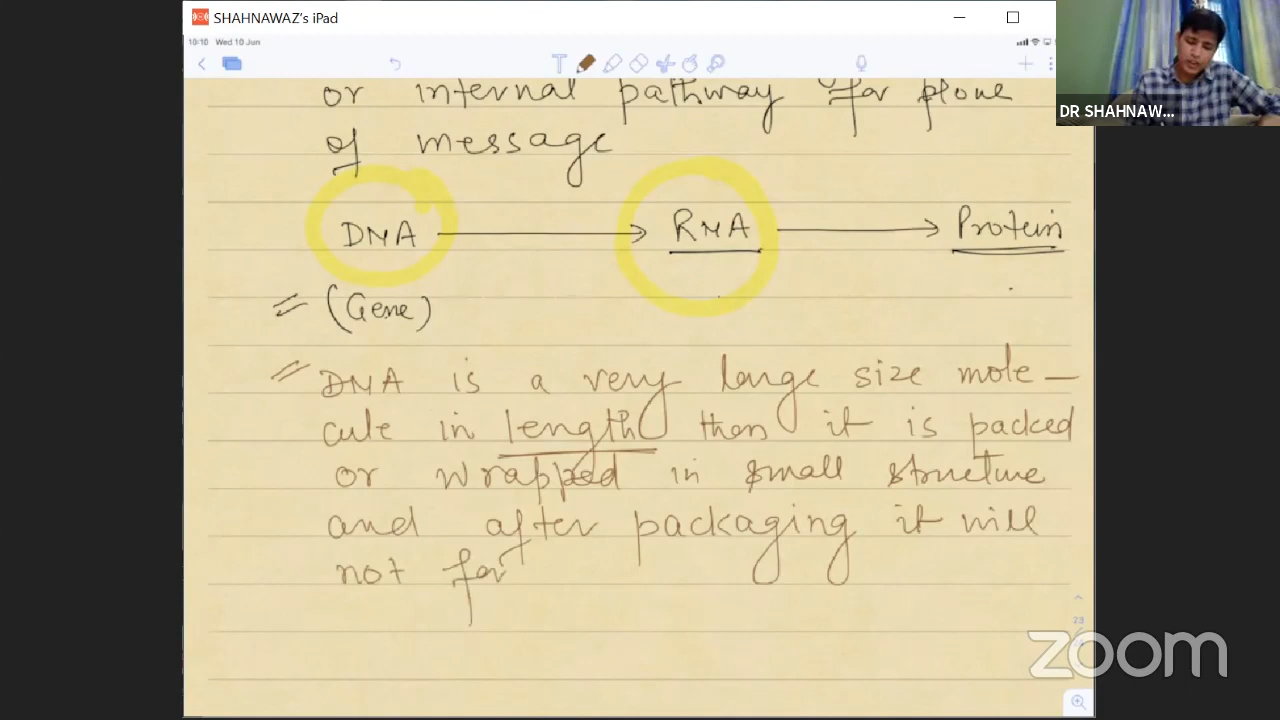 SHAHNAWAZ's iPad
10:10 Wed 10 Jun
DR SHAHNAW...
or internal pathway for
of message
DNA → RNA → Protein
= (Gene)
= DNA is a very large size mole-
cule in length then it is packed
or wrapped in small structure
and after packaging it will
not for
23
zoom